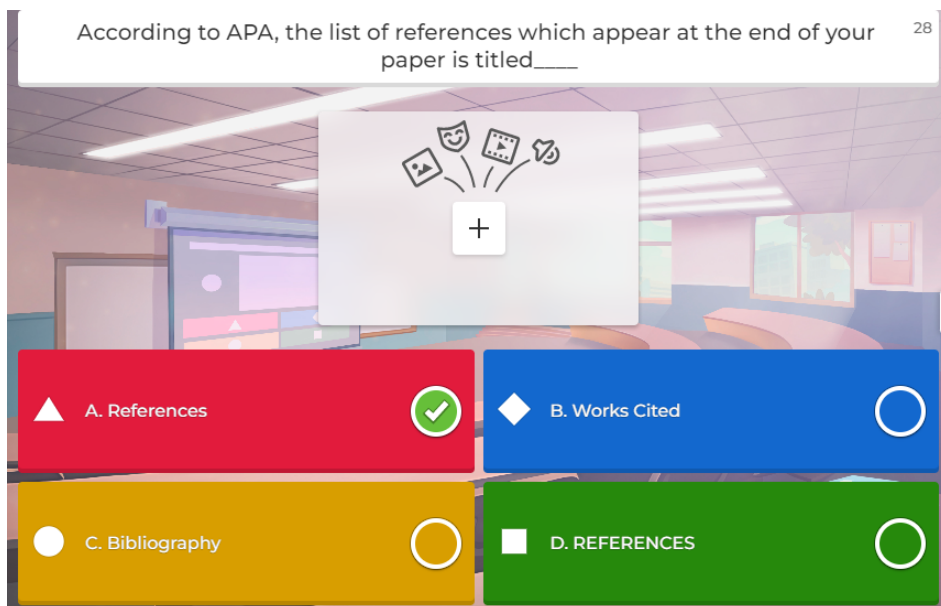 According to APA, the list of references which appear at the end of your
28
paper is titled____
A. References
B. Works Cited
C. Bibliography
D. REFERENCES